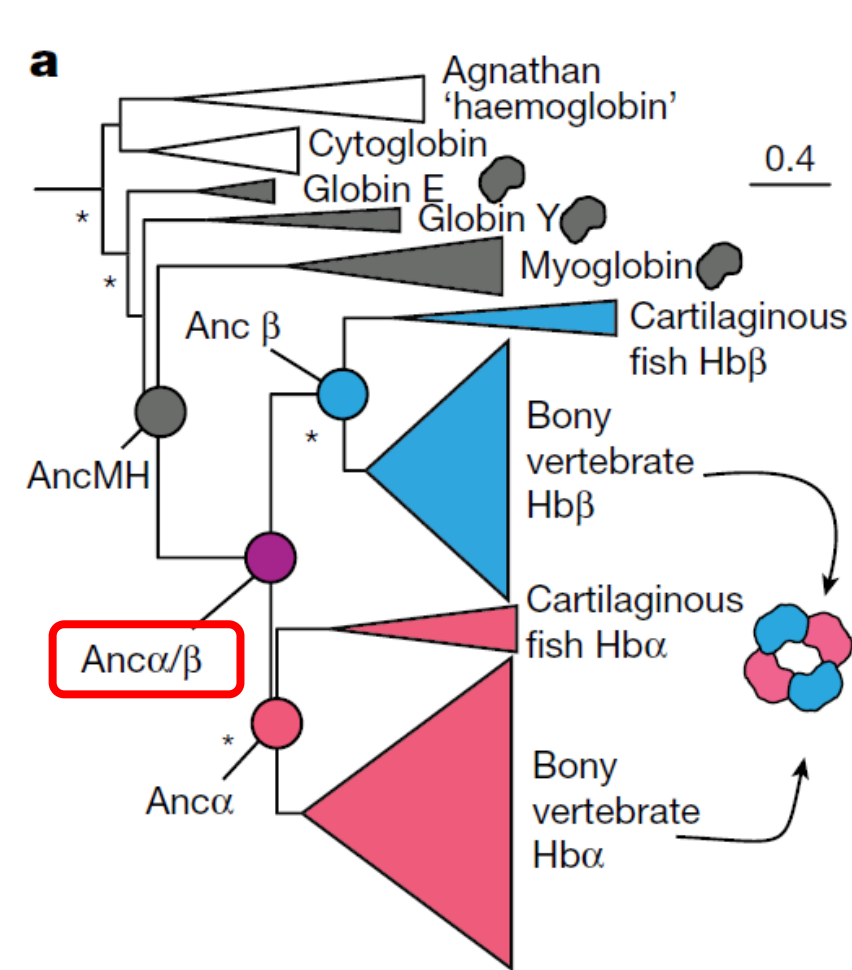 a
Agnathan
‘haemoglobin’
Cytoglobin
0.4
Globin E
*
Globin Y
Myoglobin
*
Anc β
Cartilaginous
fish Hbβ
Bony
vertebrate
Hbβ
*
AncMH
Cartilaginous
fish Hbα
Ancα/β
*
Bony
vertebrate
Hbα
Ancα